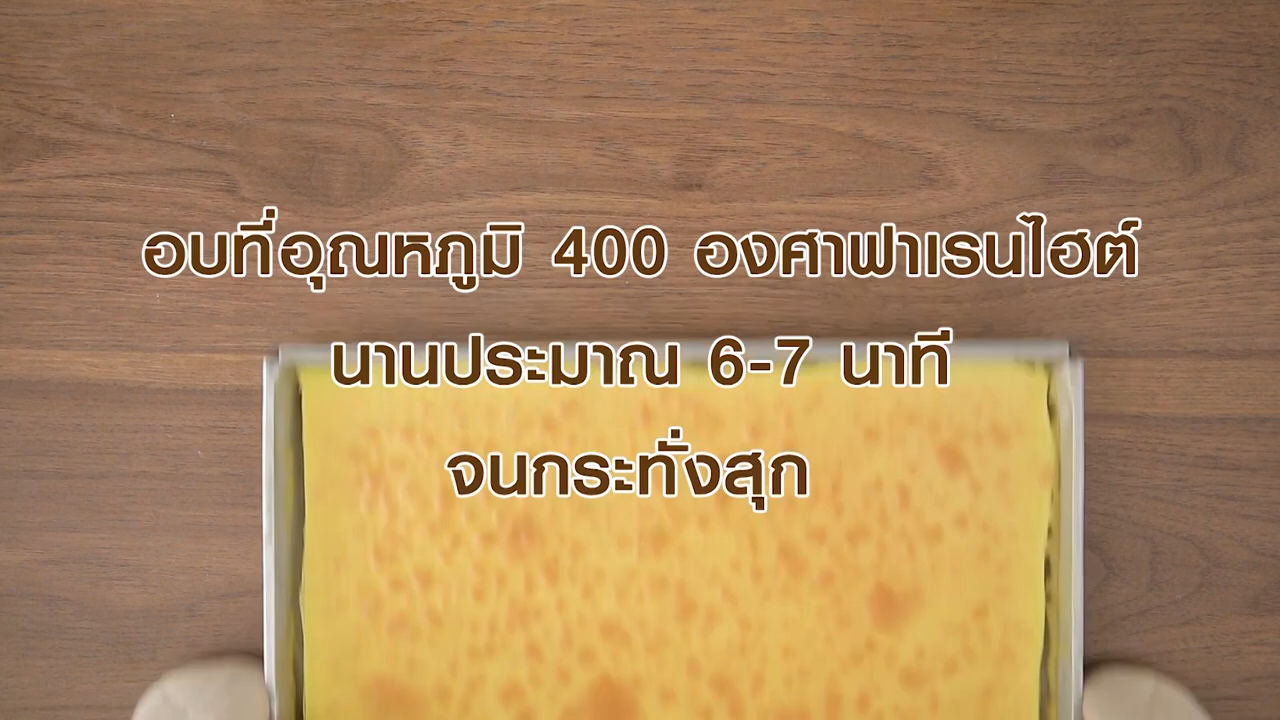 อบที่อุณหภูมิ 400 องศาฟาเรนไฮต์
นานประมาณ 6-7 นาที
จนกระทั่งสุก